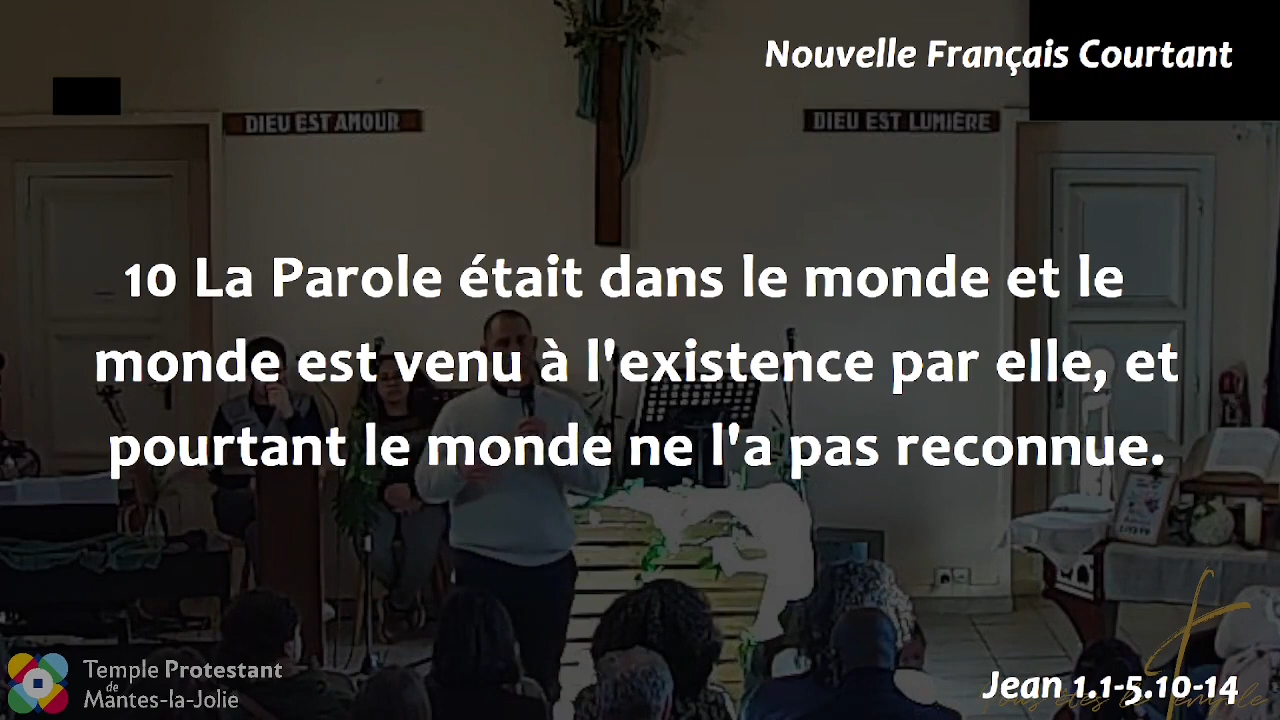 Nouvelle Français Courtant
DIEU EST AMOUR
DIEU EST LUMIÈRE
10 La Parole était dans le monde et le
monde est venu à l'existence par elle, et
pourtant le monde ne l'a pas reconnue.
Temple Protestant
de
Mantes-la-Jolie
Jean 1.1-5.10-14